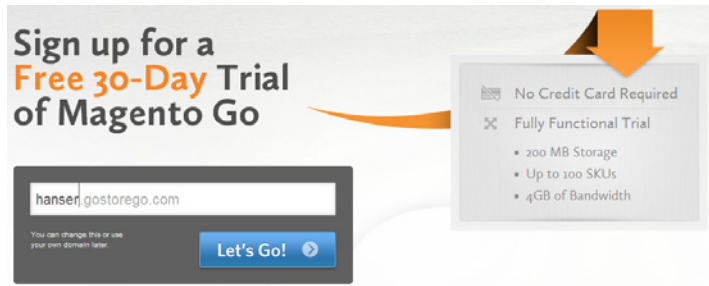 Sign up for a
Free 30-Day Trial
of Magento Go
hanser.gostorego.com
You can change this or use
your own domain later.
Let's Go!
No Credit Card Required
Fully Functional Trial
• 200 MB Storage
• Up to 100 SKUs
• 4GB of Bandwidth